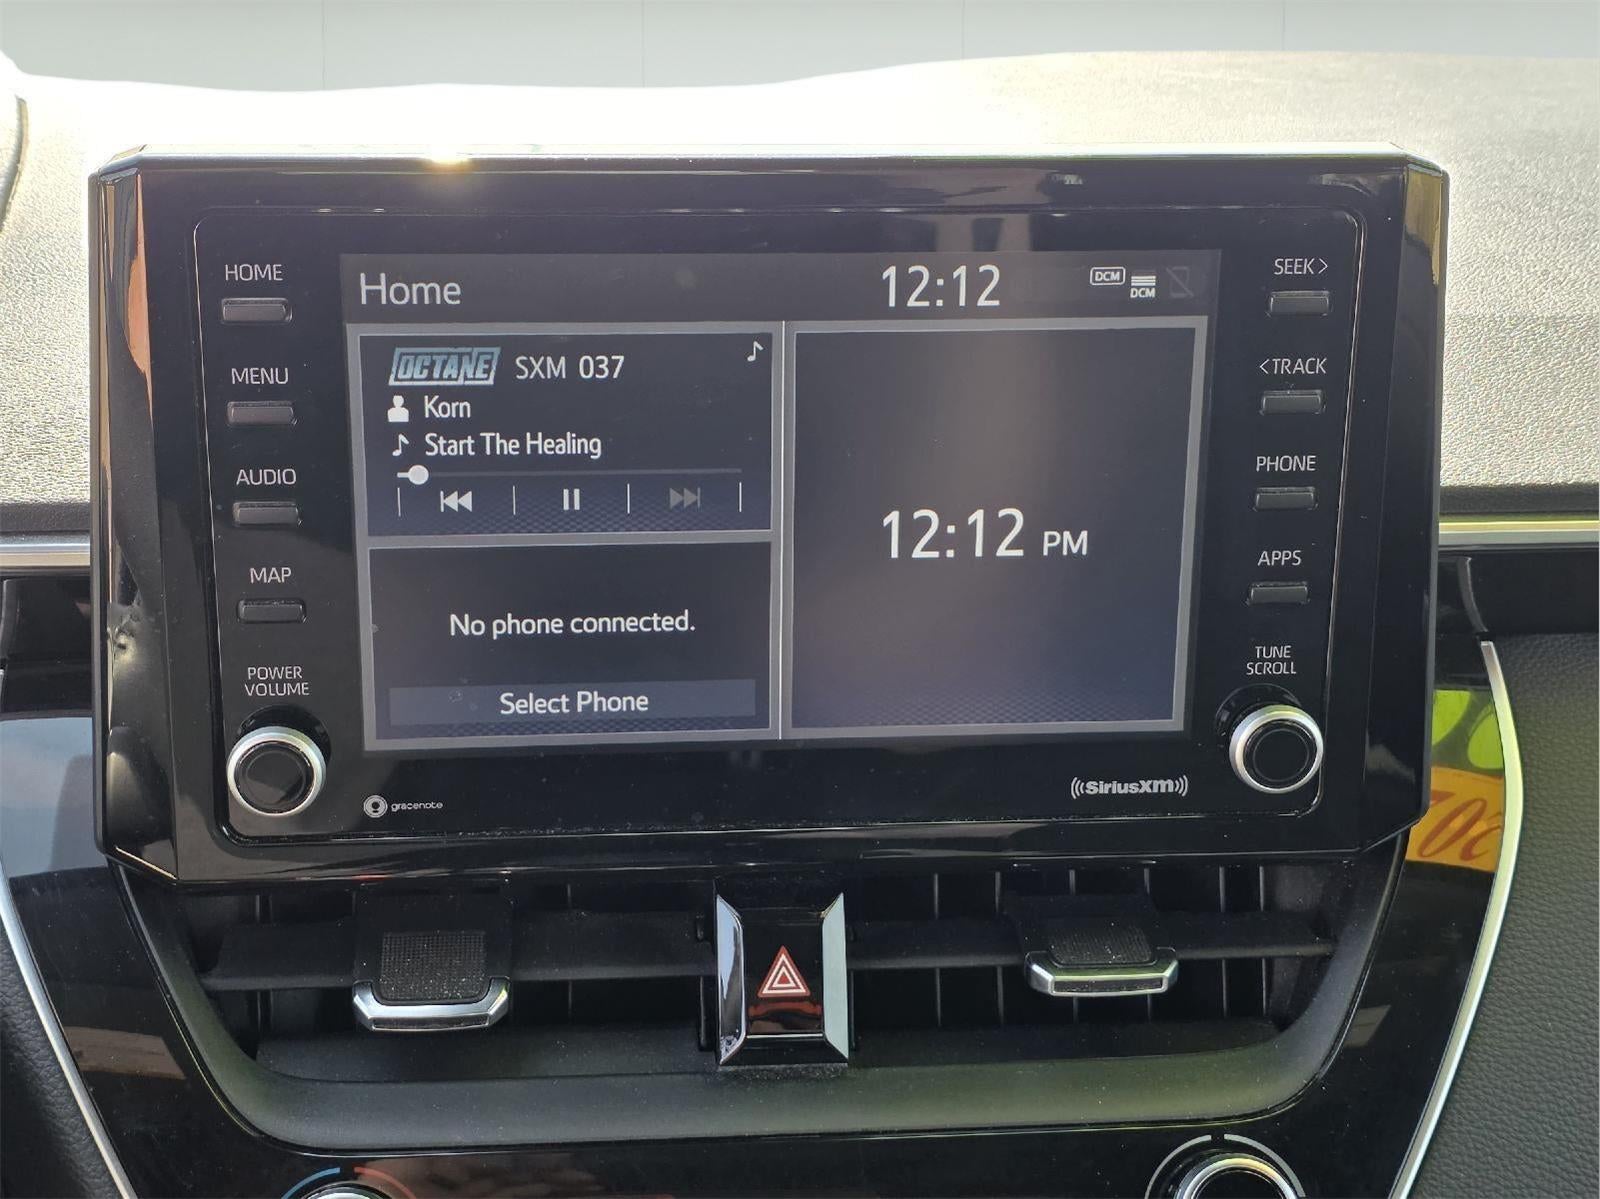 HOME
MENU
AUDIO
MAP
POWER
VOLUME
Home
12:12
DCM
DCM
OCTANE SXM 037
Korn
Start The Healing
No phone connected.
Select Phone
12:12 PM
SEEK >
< TRACK
PHONE
APPS
TUNE
SCROLL
gracenote
((SiriusXM))